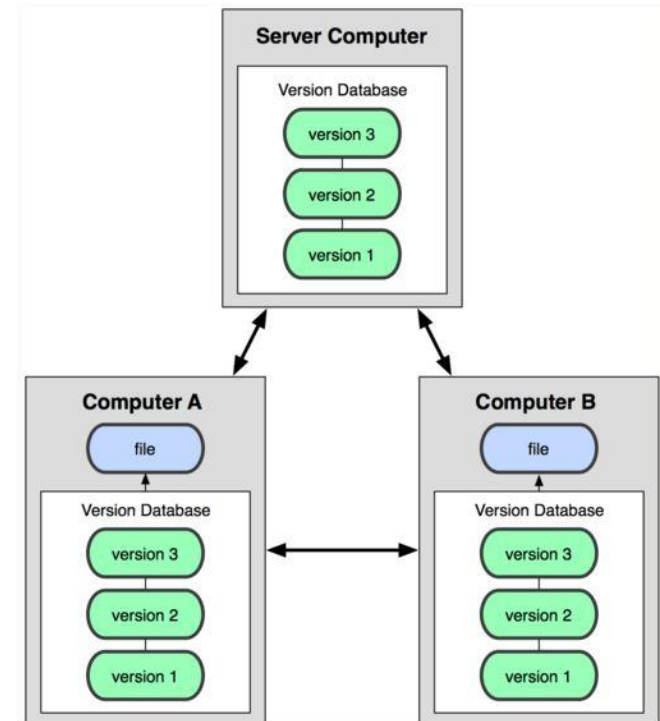 Server Computer
Version Database
version 3
version 2
version 1
Computer A
file
Version Database
version 3
version 2
version 1
Computer B
file
Version Database
version 3
version 2
version 1